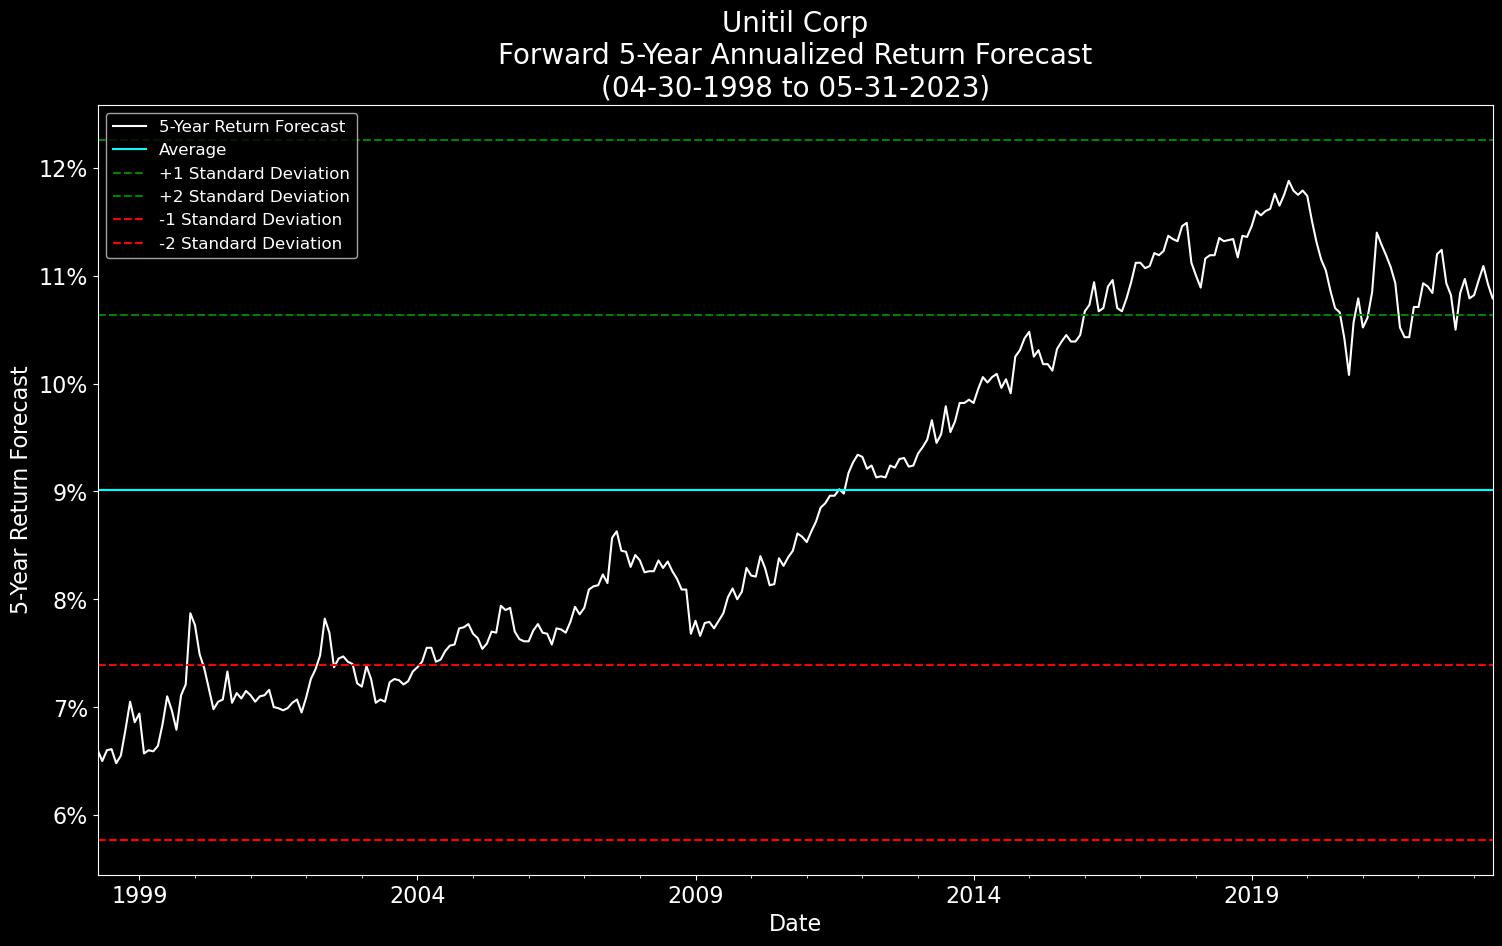 Unitil Corp
Forward 5-Year Annualized Return Forecast
(04-30-1998 to 05-31-2023)
5-Year Return Forecast
Average
+1 Standard Deviation
+2 Standard Deviation
-1 Standard Deviation
-2 Standard Deviation
12%
11%
10%
9%
8%
7%
6%
5-Year Return Forecast
1999
2004
2009
2014
2019
Date